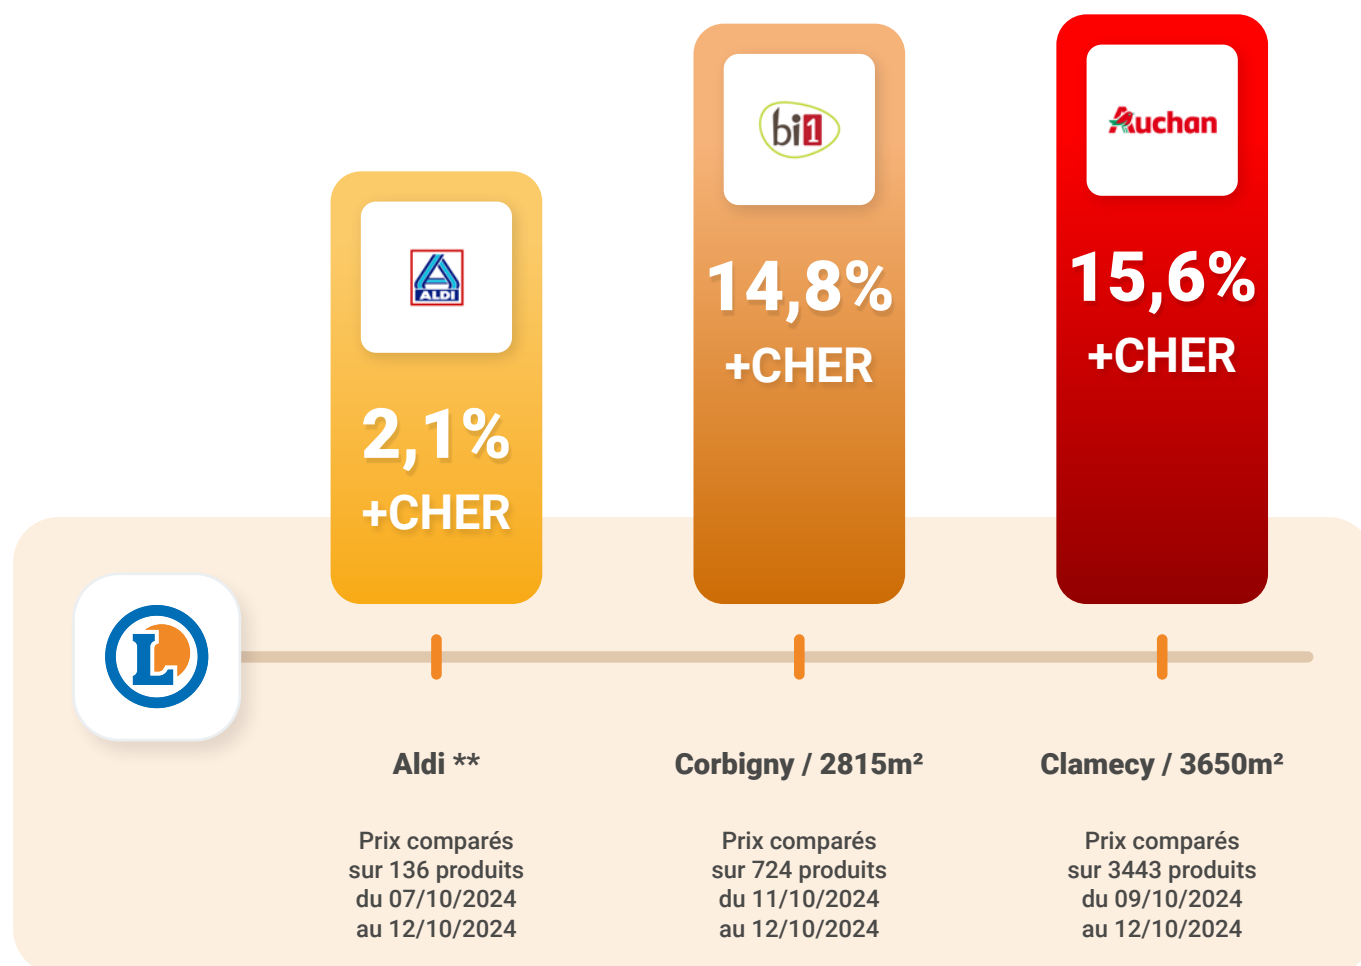 ALDI
2,1%
+CHER
bi1
14,8%
+CHER
Auchan
15,6%
+CHER
L
Aldi **
Prix comparés
sur 136 produits
du 07/10/2024
au 12/10/2024
Corbigny / 2815m²
Prix comparés
sur 724 produits
du 11/10/2024
au 12/10/2024
Clamecy / 3650m²
Prix comparés
sur 3443 produits
du 09/10/2024
au 12/10/2024